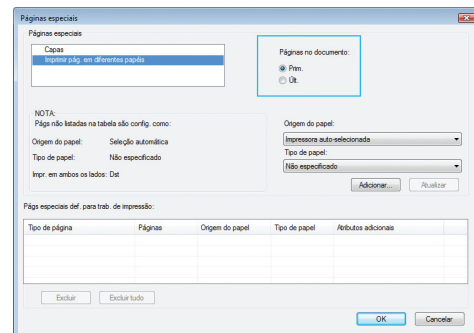 Páginas especiais
Páginas especiais
Capas
Imprimir pág. em diferentes papéis
Páginas no documento:
Prim.
Últ.
NOTA:
Págs não listadas na tabela são config. como:
Origem do papel: Seleção automática
Tipo de papel: Não especificado
Impr. em ambos os lados: Dst
Origem do papel:
Impressora auto-selecionada
Tipo de papel:
Não especificado
Adicionar... Atualizar
Págs especiais def. para trab. de impressão:
Tipo de página Páginas Origem do papel Tipo de papel Atributos adicionais
Excluir Excluir tudo
OK Cancelar